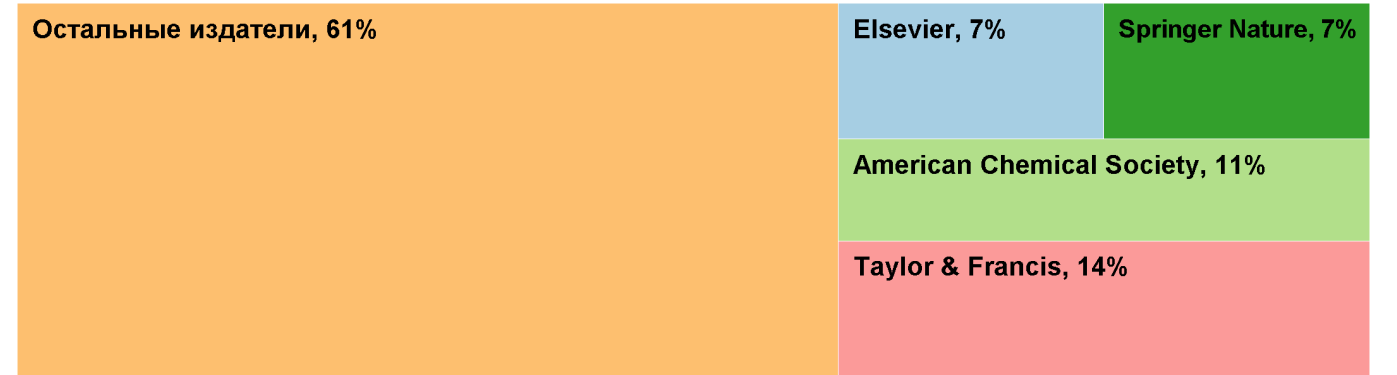 Остальные издатели, 61%
Elsevier, 7%
Springer Nature, 7%
American Chemical Society, 11%
Taylor & Francis, 14%